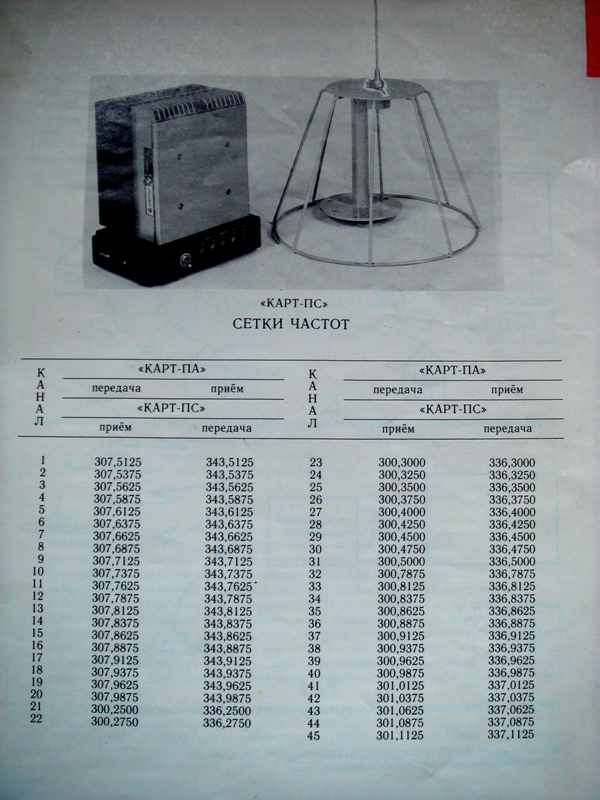 «КАРТ-ПС»
СЕТКИ ЧАСТОТ
КАНАЛ «КАРТ-ПА» КАНАЛ «КАРТ-ПА»
передача приём передача приём
«КАРТ-ПС» «КАРТ-ПС»
приём передача приём передача
1 307,5125 343,5125 23 300,3000 336,3000
2 307,5375 343,5375 24 300,3250 336,3250
3 307,5625 343,5625 25 300,3500 336,3500
4 307,5875 343,5875 26 300,3750 336,3750
5 307,6125 343,6125 27 300,4000 336,4000
6 307,6375 343,6375 28 300,4250 336,4250
7 307,6625 343,6625 29 300,4500 336,4500
8 307,6875 343,6875 30 300,4750 336,4750
9 307,7125 343,7125 31 300,5000 336,5000
10 307,7375 343,7375 32 300,7875 336,7875
11 307,7625 343,7625 33 300,8125 336,8125
12 307,7875 343,7875 34 300,8375 336,8375
13 307,8125 343,8125 35 300,8625 336,8625
14 307,8375 343,8375 36 300,8875 336,8875
15 307,8625 343,8625 37 300,9125 336,9125
16 307,8875 343,8875 38 300,9375 336,9375
17 307,9125 343,9125 39 300,9625 336,9625
18 307,9375 343,9375 40 300,9875 336,9875
19 307,9625 343,9625 41 301,0125 337,0125
20 307,9875 343,9875 42 301,0375 337,0375
21 300,2500 336,2500 43 301,0625 337,0625
22 300,2750 336,2750 44 301,0875 337,0875
45 301,1125 337,1125